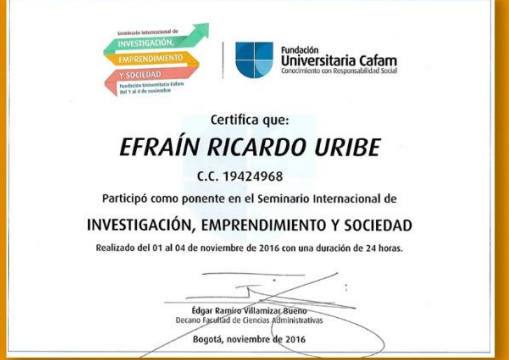 Seminario Internacional de
INVESTIGACIÓN,
EMPRENDIMIENTO
Y SOCIEDAD
Fundación Universitaria Cafam
Del 1 al 4 de noviembre
Fundación
Universitaria Cafam
Conocimiento con Responsabilidad Social
Certifica que:
EFRAÍN RICARDO URIBE
C.C. 19424968
Participó como ponente en el Seminario Internacional de
INVESTIGACIÓN, EMPRENDIMIENTO Y SOCIEDAD
Realizado del 01 al 04 de noviembre de 2016 con una duración de 24 horas.
Édgar Ramiro Villamizar Bueno
Decano Facultad de Ciencias Administrativas
Bogotá, noviembre de 2016